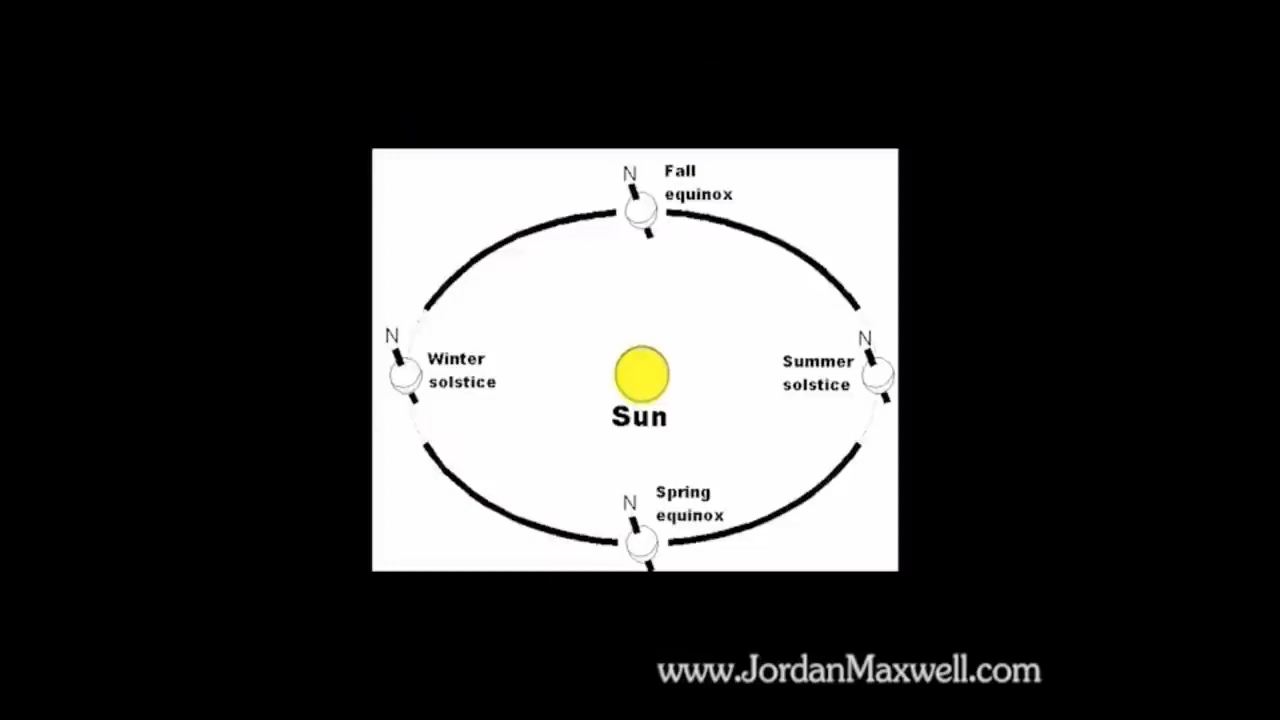 N
Fall
equinox
N
Winter
solstice
N
Summer
solstice
Sun
N
Spring
equinox
www.JordanMaxwell.com